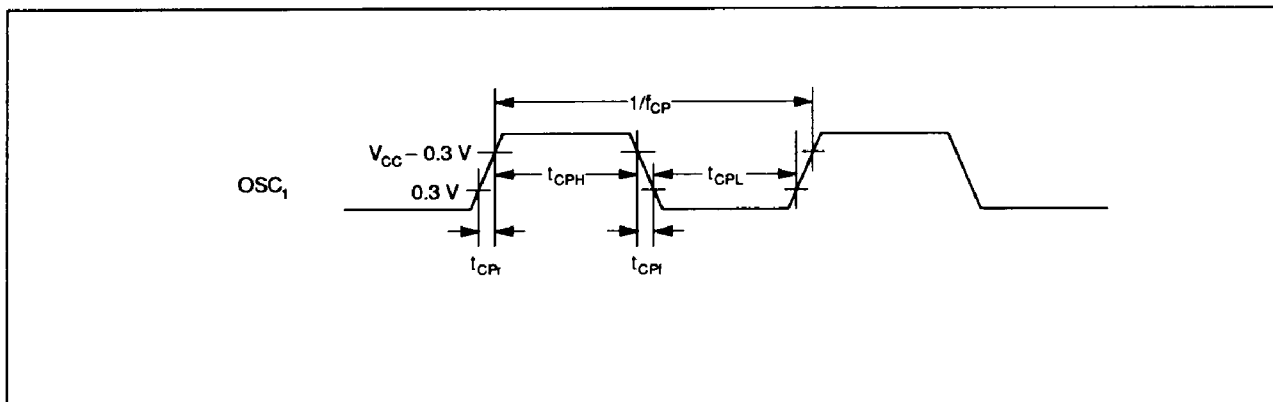 1/fCP
VCC – 0.3 V
tCPH
tCPL
OSC1
0.3 V
tCPr
tCPf